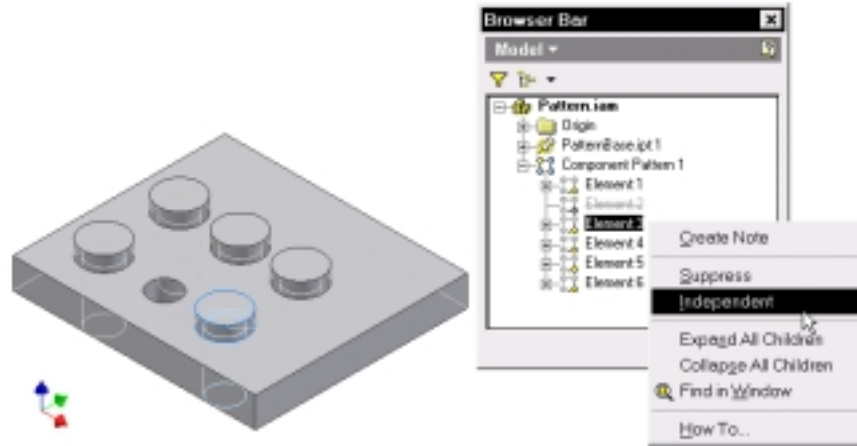 Browser Bar
Model
Pattern.iam
Origin
PatternBase.ipt:1
Component Pattern 1
Element:1
Element:2
Element:3
Element:4
Element:5
Element:6
Create Note
Suppress
Independent
Expand All Children
Collapse All Children
Find in Window
How To...